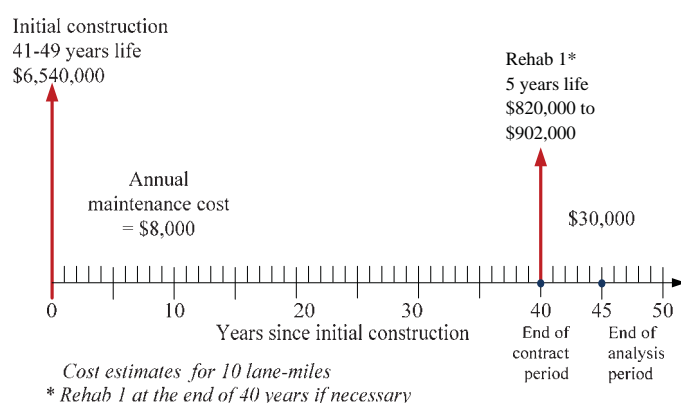 Initial construction
41-49 years life
$6,540,000
Rehab 1*
5 years life
$820,000 to
$902,000
Annual
maintenance cost
= $8,000
$30,000
0 10 20 30 40 45 50
Years since initial construction
End of
contract
period
End of
analysis
period
Cost estimates for 10 lane-miles
* Rehab 1 at the end of 40 years if necessary